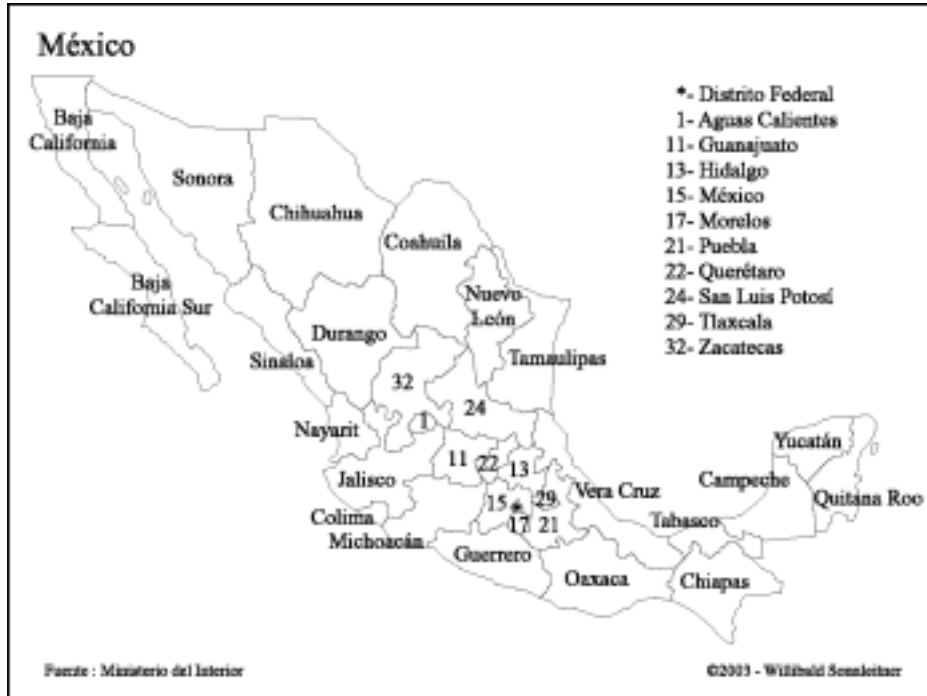 México
*- Distrito Federal
1- Aguas Calientes
11- Guanajuato
13- Hidalgo
15- México
17- Morelos
21- Puebla
22- Querétaro
24- San Luis Potosí
29- Tlaxcala
32- Zacatecas
Baja
California
Sonora
Chihuahua
Coahuila
Baja
California Sur
Nuevo
León
Durango
Sinaloa
Tamaulipas
32
24
1
Nayarit
11
22
13
Yucatán
Jalisco
Campeche
Quitana Roo
15
*
29
Vera Cruz
Colima
17
21
Tabasco
Michoacán
Guerrero
Oaxaca
Chiapas
Fuente : Ministerio del Interior
©2003 - Willibald Sonnleitner